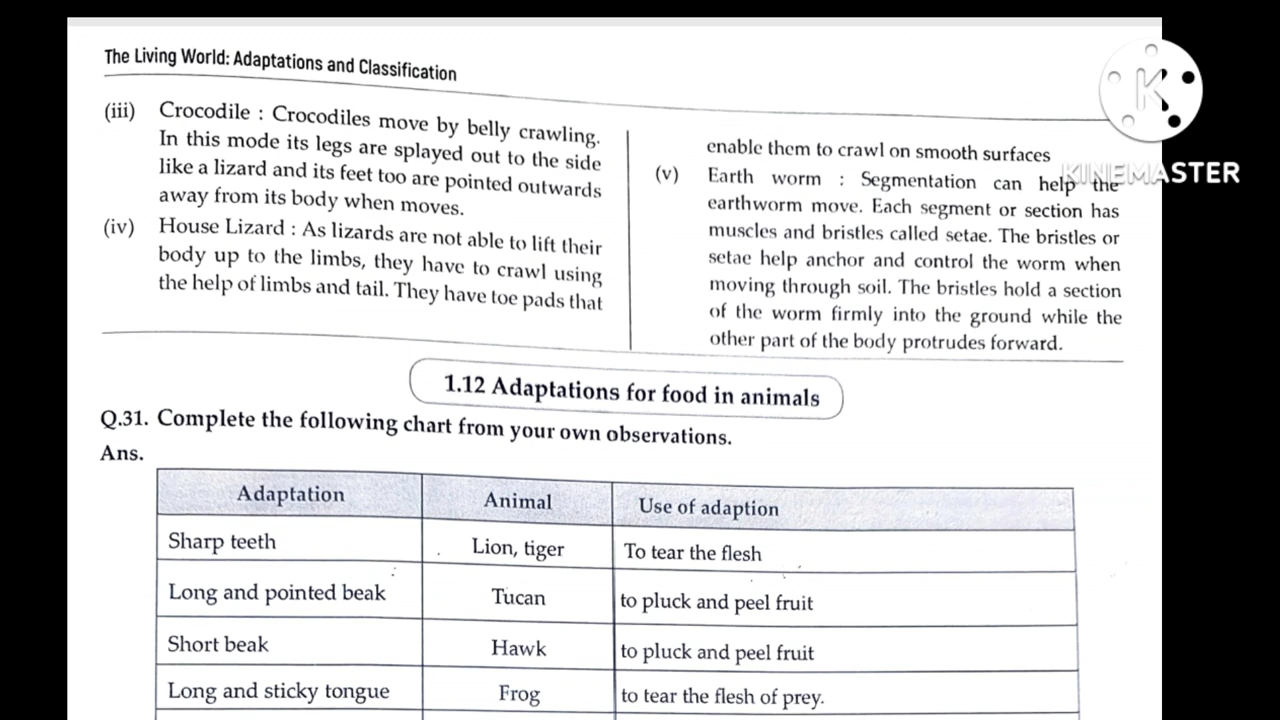 The Living World: Adaptations and Classification
(iii) Crocodile : Crocodiles move by belly crawling.
In this mode its legs are splayed out to the side
like a lizard and its feet too are pointed outwards
away from its body when moves.
(iv) House Lizard : As lizards are not able to lift their
body up to the limbs, they have to crawl using
the help of limbs and tail. They have toe pads that
enable them to crawl on smooth surfaces
(v) Earth worm : Segmentation can help the
earthworm move. Each segment or section has
muscles and bristles called setae. The bristles or
setae help anchor and control the worm when
moving through soil. The bristles hold a section
of the worm firmly into the ground while the
other part of the body protrudes forward.
1.12 Adaptations for food in animals
Q.31. Complete the following chart from your own observations.
Ans.
Adaptation Animal Use of adaption
Sharp teeth Lion, tiger To tear the flesh
Long and pointed beak Tucan to pluck and peel fruit
Short beak Hawk to pluck and peel fruit
Long and sticky tongue Frog to tear the flesh of prey.
K
KINEMASTER